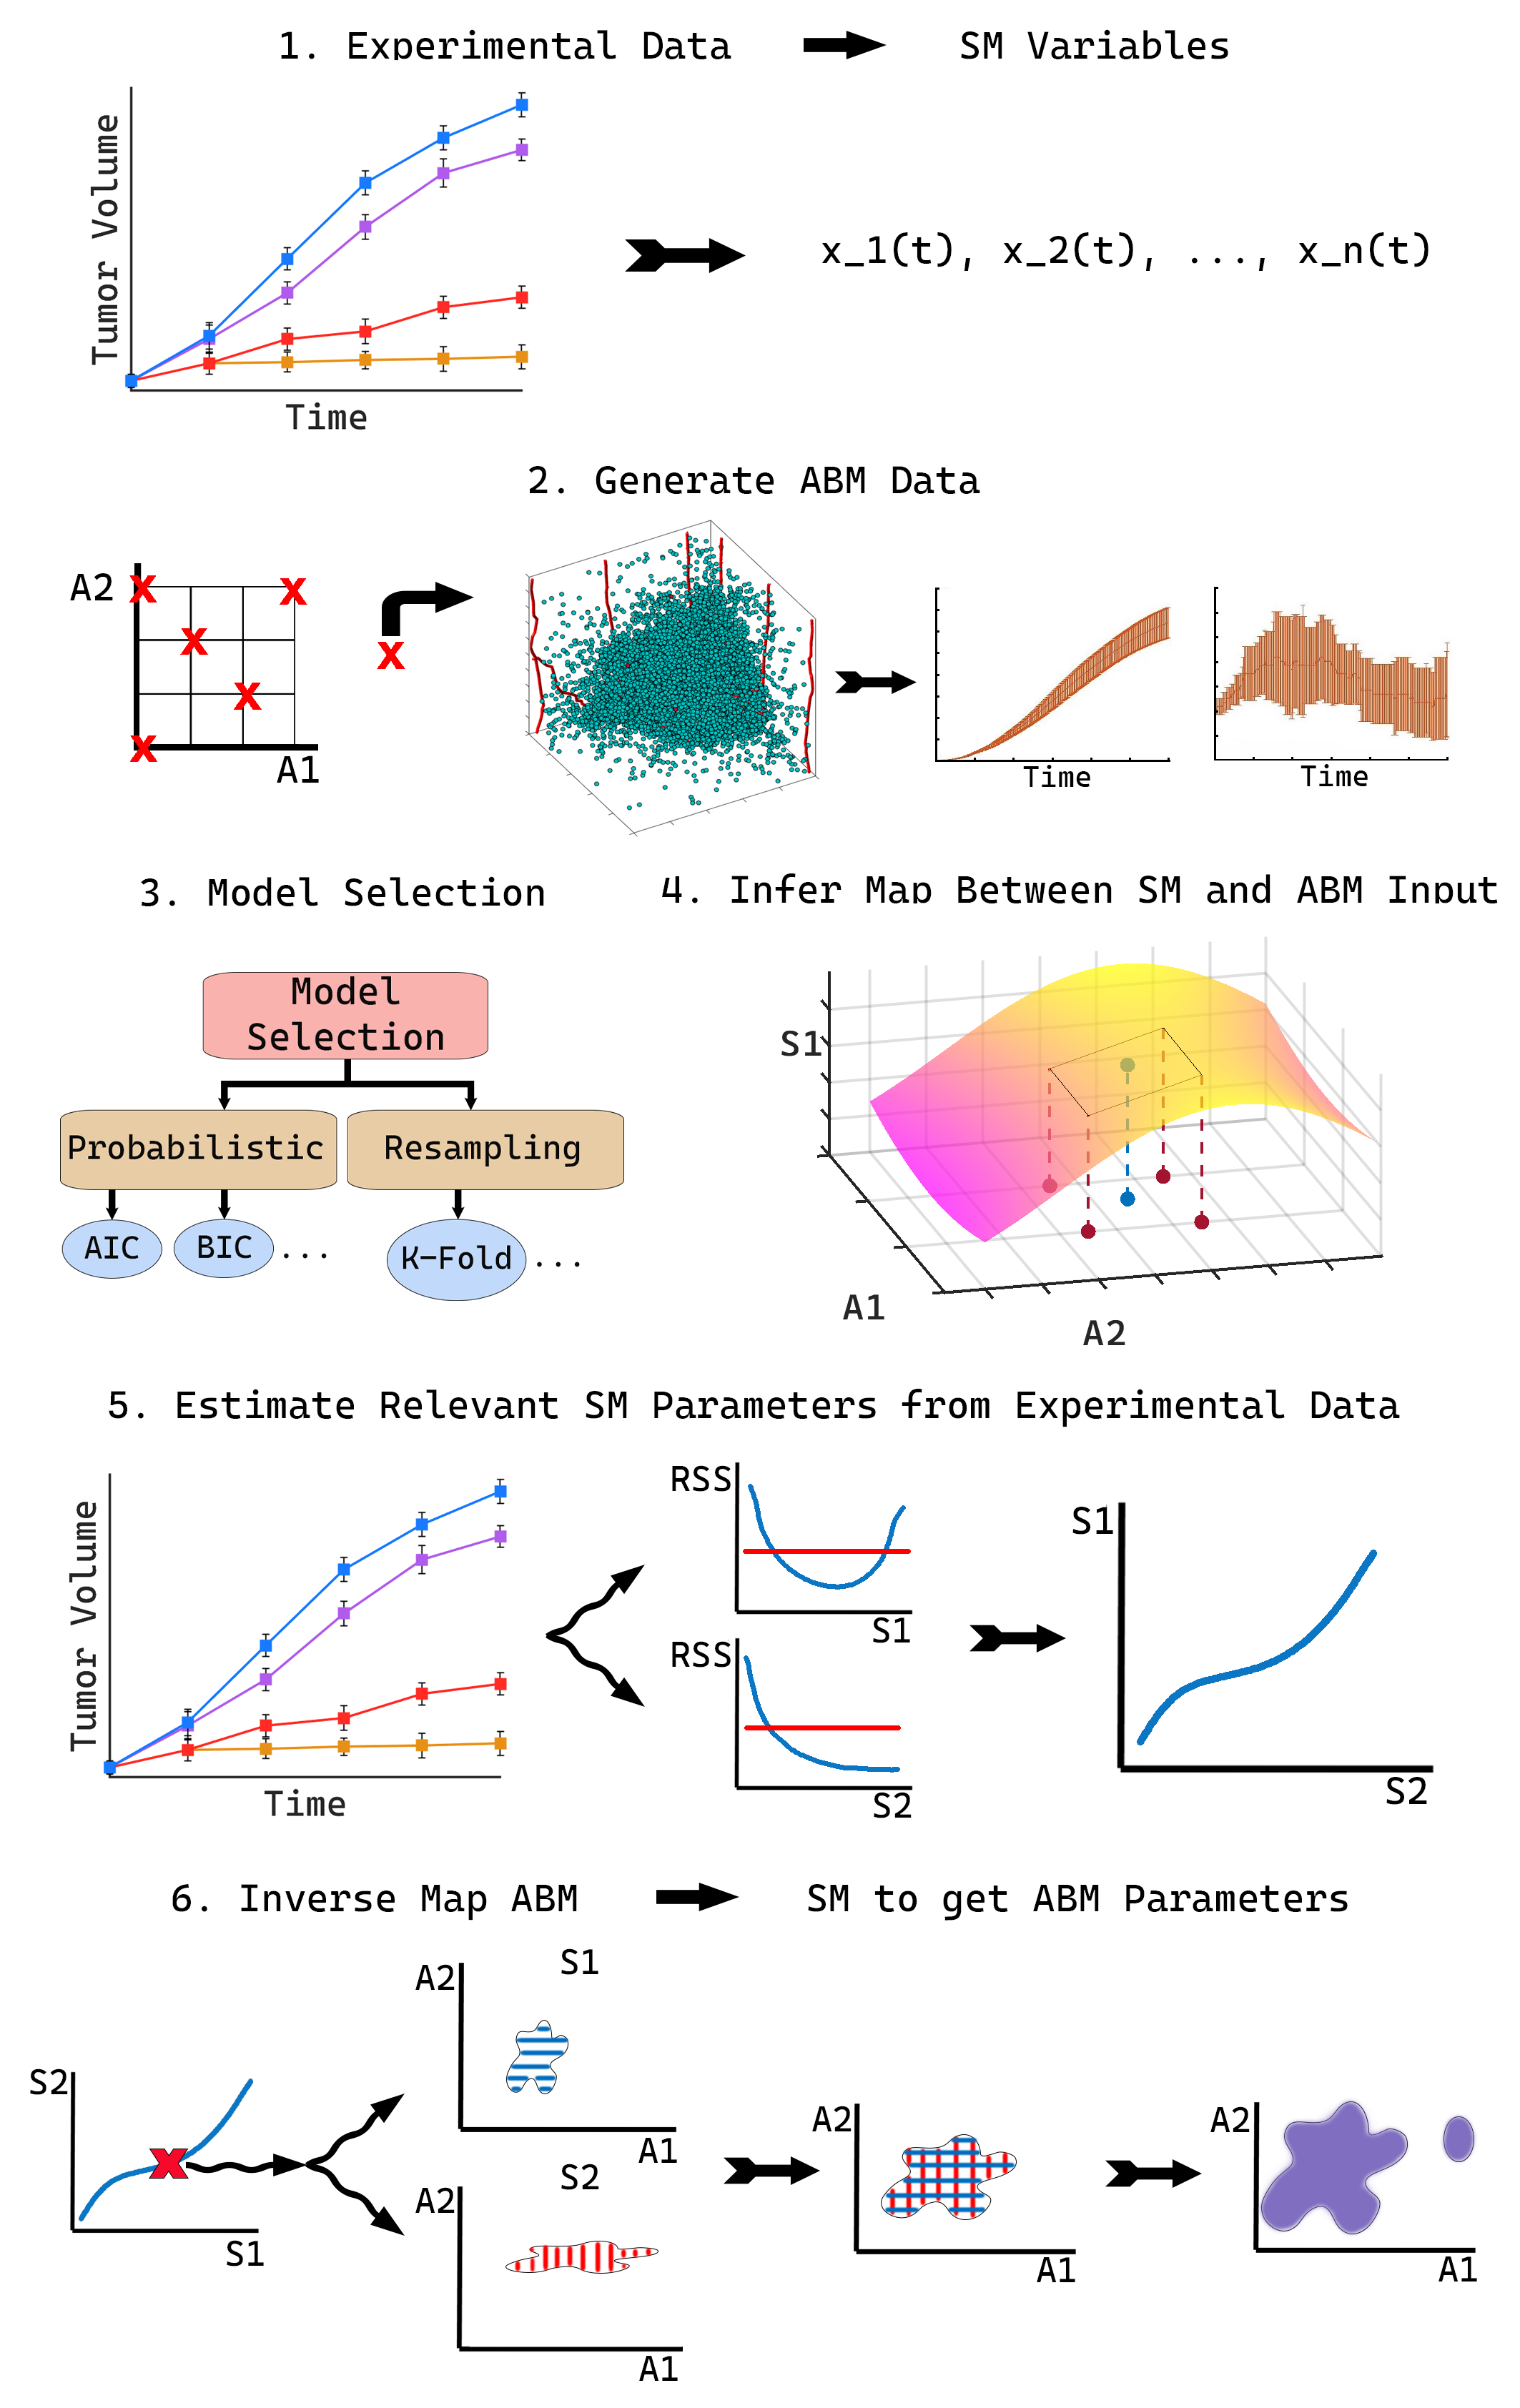 1. Experimental Data
SM Variables
Tumor Volume
Time
x_1(t), x_2(t), ..., x_n(t)
2. Generate ABM Data
A2
X
X
X
X
X
A1
X
Time
Time
3. Model Selection
Model
Selection
Probabilistic
Resampling
AIC
BIC
...
K-Fold
...
4. Infer Map Between SM and ABM Input
S1
A1
A2
5. Estimate Relevant SM Parameters from Experimental Data
Tumor Volume
Time
RSS
S1
RSS
S2
S1
S2
6. Inverse Map ABM
SM to get ABM Parameters
S2
X
S1
S1
A2
A1
S2
A2
A1
A2
A1
A2
A1